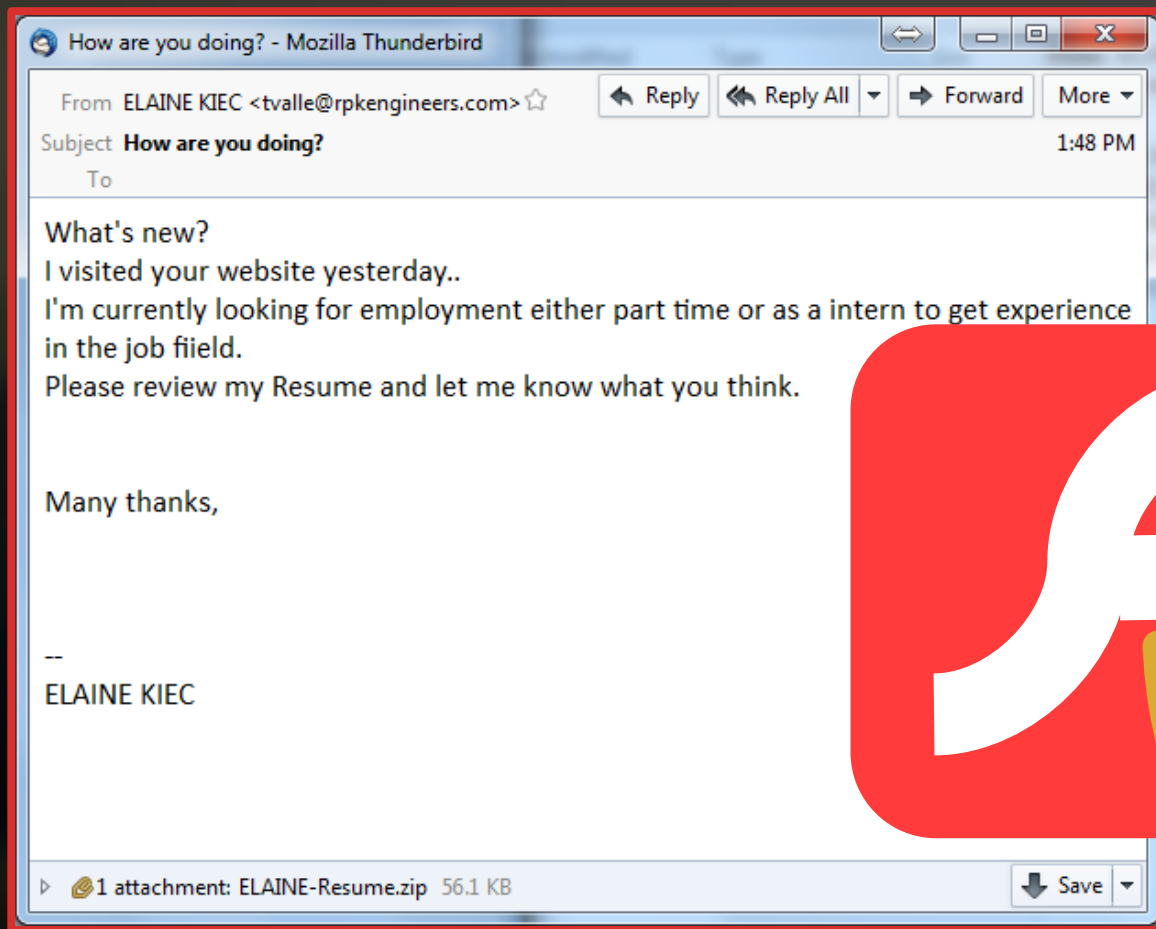 How are you doing? - Mozilla Thunderbird
From ELAINE KIEC <tvalle@rpkengineers.com>
Reply
Reply All
Forward
More
Subject How are you doing?
1:48 PM
To
What's new?
I visited your website yesterday..
I'm currently looking for employment either part time or as a intern to get experience
in the job fiield.
Please review my Resume and let me know what you think.
Many thanks,
--
ELAINE KIEC
1 attachment: ELAINE-Resume.zip 56.1 KB
Save